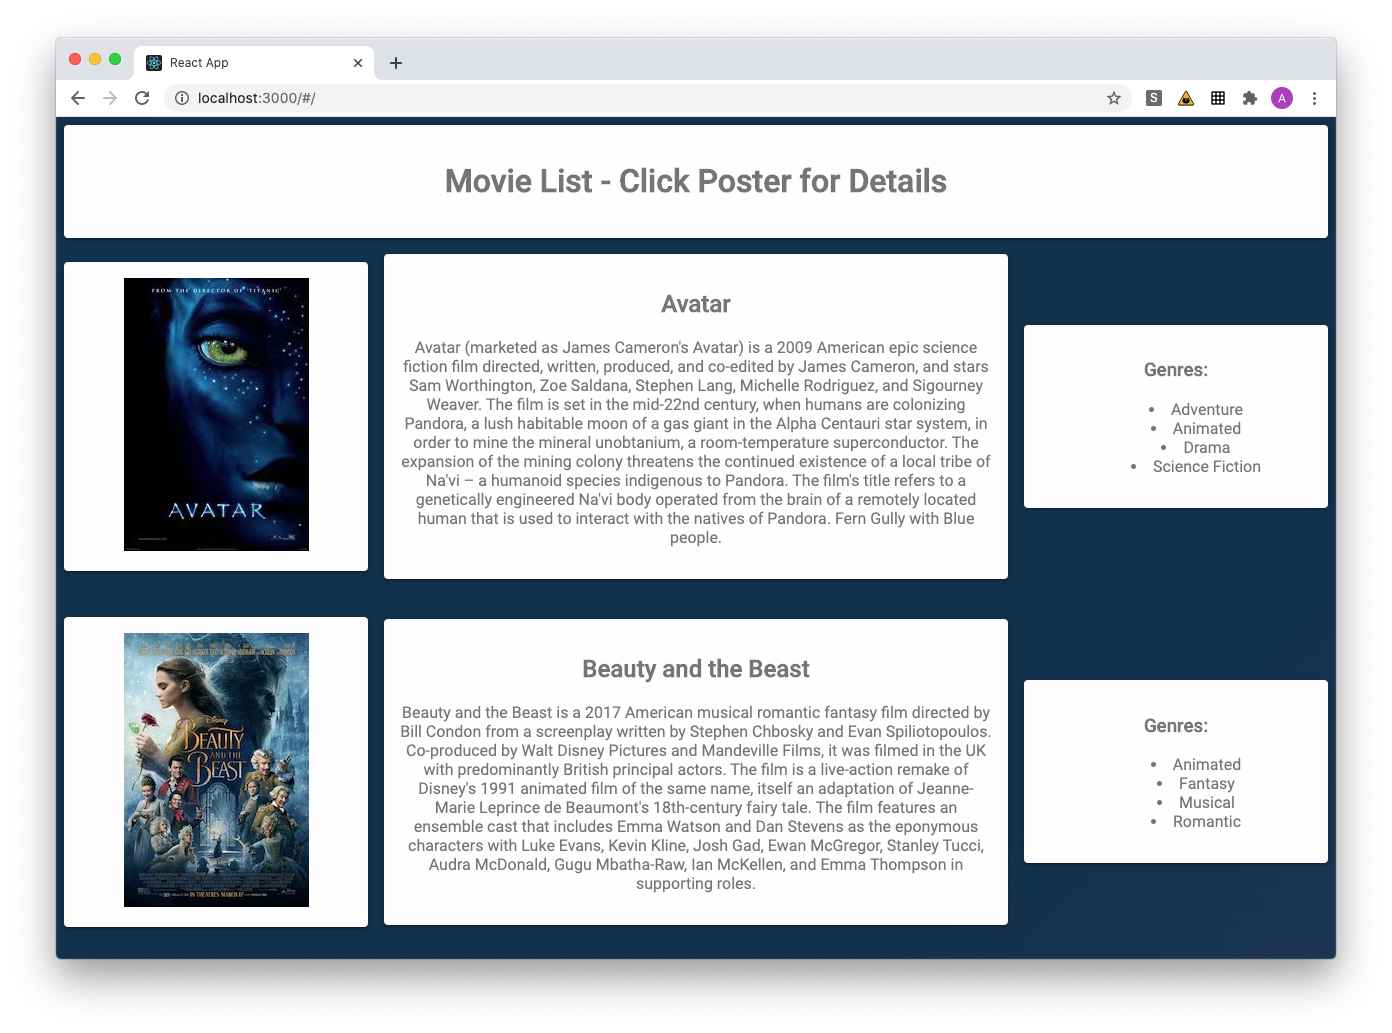 React App
localhost:3000/#/
S
A
Movie List - Click Poster for Details
FROM THE DIRECTOR OF 'TITANIC'
AVATAR
Avatar
Avatar (marketed as James Cameron's Avatar) is a 2009 American epic science
fiction film directed, written, produced, and co-edited by James Cameron, and stars
Sam Worthington, Zoe Saldana, Stephen Lang, Michelle Rodriguez, and Sigourney
Weaver. The film is set in the mid-22nd century, when humans are colonizing
Pandora, a lush habitable moon of a gas giant in the Alpha Centauri star system, in
order to mine the mineral unobtanium, a room-temperature superconductor. The
expansion of the mining colony threatens the continued existence of a local tribe of
Na'vi – a humanoid species indigenous to Pandora. The film's title refers to a
genetically engineered Na'vi body operated from the brain of a remotely located
human that is used to interact with the natives of Pandora. Fern Gully with Blue
people.
Genres:
• Adventure
• Animated
• Drama
• Science Fiction
Disney
BEAUTY
AND THE
BEAST
IN THEATRES MARCH 17
Beauty and the Beast
Beauty and the Beast is a 2017 American musical romantic fantasy film directed by
Bill Condon from a screenplay written by Stephen Chbosky and Evan Spiliotopoulos.
Co-produced by Walt Disney Pictures and Mandeville Films, it was filmed in the UK
with predominantly British principal actors. The film is a live-action remake of
Disney's 1991 animated film of the same name, itself an adaptation of Jeanne-
Marie Leprince de Beaumont's 18th-century fairy tale. The film features an
ensemble cast that includes Emma Watson and Dan Stevens as the eponymous
characters with Luke Evans, Kevin Kline, Josh Gad, Ewan McGregor, Stanley Tucci,
Audra McDonald, Gugu Mbatha-Raw, Ian McKellen, and Emma Thompson in
supporting roles.
Genres:
• Animated
• Fantasy
• Musical
• Romantic